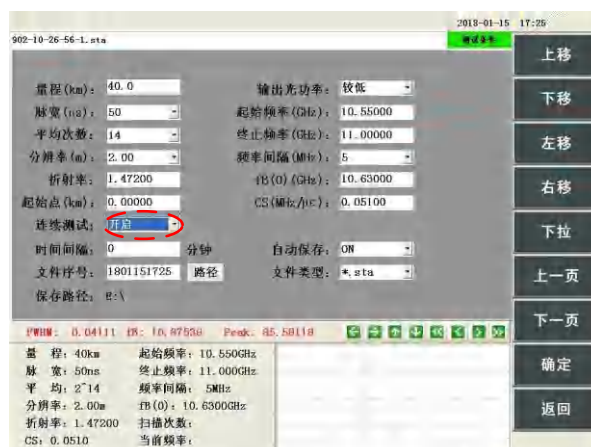 2018-01-15 17:25
902-10-26-56-1.sta
量程(km): 40.0 输出光功率: 较低
脉宽(ns): 50 起始频率(GHz): 10.55000
平均次数: 14 终止频率(GHz): 11.00000
分辨率(m): 2.00 频率间隔(MHz): 5
折射率: 1.47200 fB(0)(GHz): 10.63000
起始点(km): 0.00000 CS(MHz/με): 0.05100
连续测试: 开启
时间间隔: 0 分钟 自动保存: ON
文件序号: 1801151725 路径 文件类型: *.sta
保存路径: E:\
FWHM: 0.04111 fB: 10.87538 Peak: 85.59118
量 程: 40km 起始频率: 10.550GHz
脉 宽: 50ns 终止频率: 11.000GHz
平 均: 2^14 频率间隔: 5MHz
分辨率: 2.00m fB(0): 10.6300GHz
折射率: 1.47200 扫描次数:
CS: 0.0510 当前频率:
上移
下移
左移
右移
下拉
上一页
下一页
确定
返回